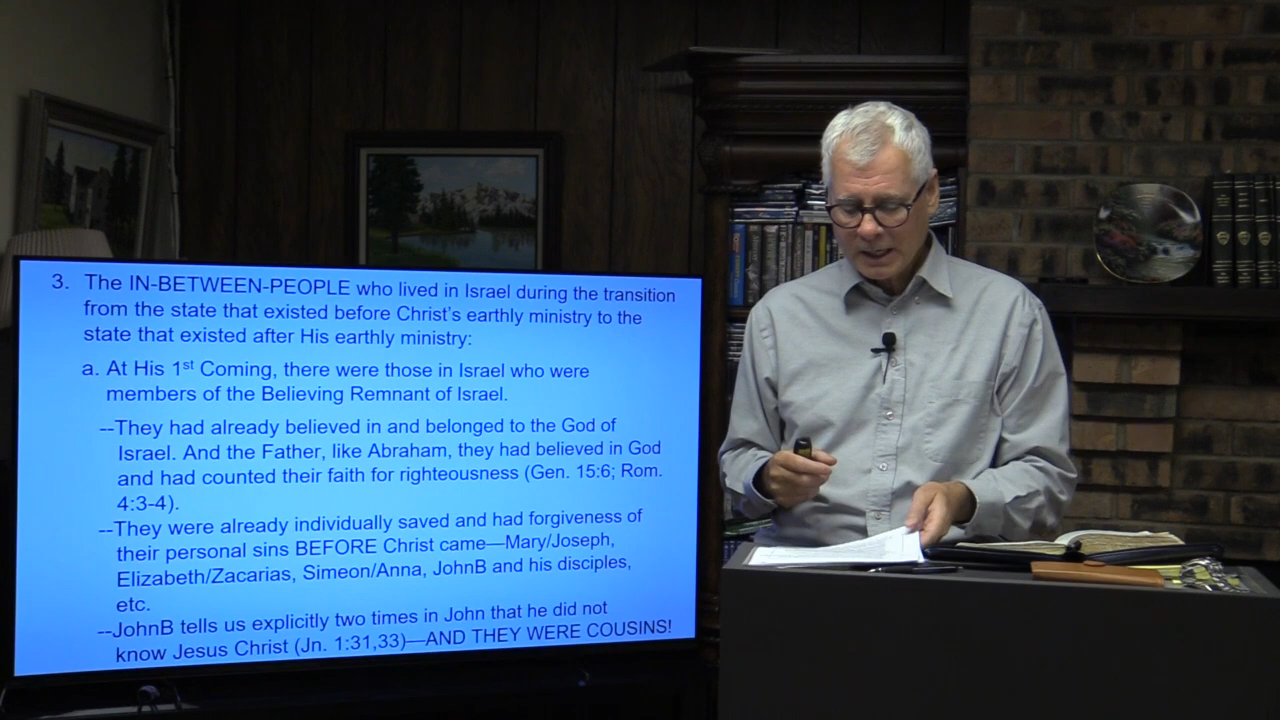 3. The IN-BETWEEN-PEOPLE who lived in Israel during the transition
from the state that existed before Christ's earthly ministry to the
state that existed after His earthly ministry:
a. At His 1st Coming, there were those in Israel who were
members of the Believing Remnant of Israel.
--They had already believed in and belonged to the God of
Israel. And the Father, like Abraham, they had believed in God
and had counted their faith for righteousness (Gen. 15:6; Rom.
4:3-4).
--They were already individually saved and had forgiveness of
their personal sins BEFORE Christ came—Mary/Joseph,
Elizabeth/Zacarias, Simeon/Anna, JohnB and his disciples,
etc.
--JohnB tells us explicitly two times in John that he did not
know Jesus Christ (Jn. 1:31,33)—AND THEY WERE COUSINS!